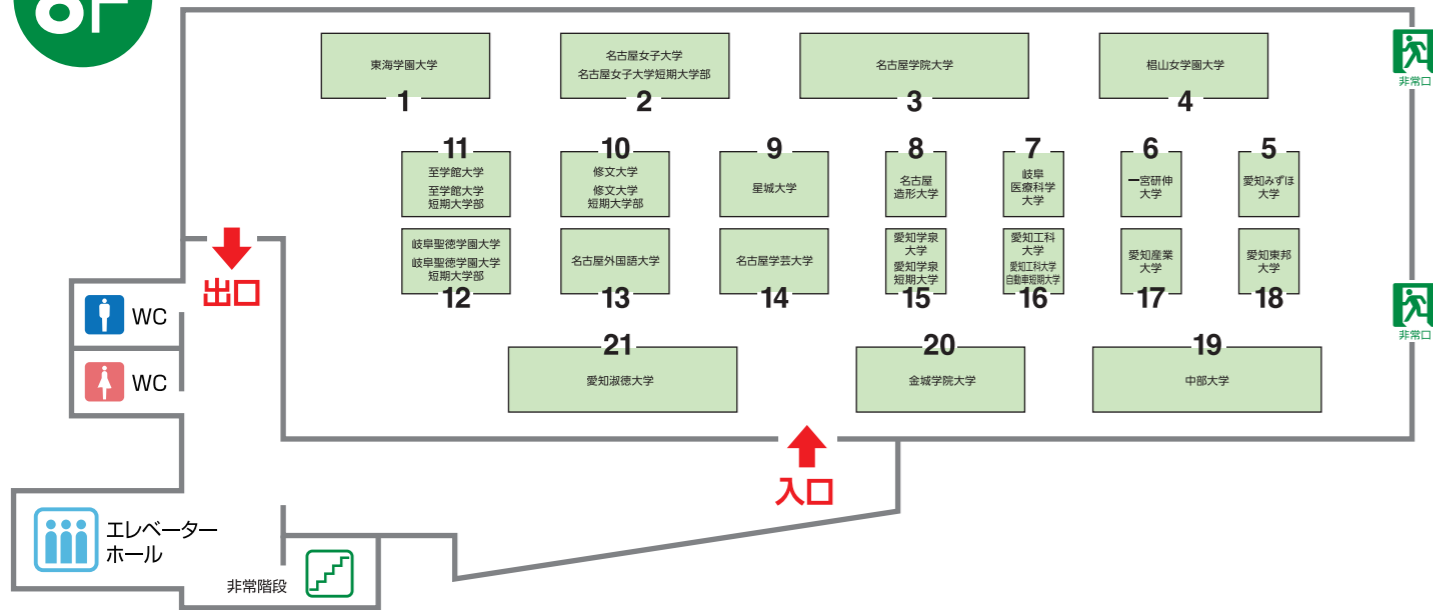 東海学園大学
1
名古屋女子大学
名古屋女子大学短期大学部
2
名古屋学院大学
3
椙山女学園大学
4
非常口
11
至学館大学
至学館大学
短期大学部
10
修文大学
修文大学
短期大学部
9
星城大学
8
名古屋
造形大学
7
岐阜
医療科学
大学
6
一宮研伸
大学
5
愛知みずほ
大学
岐阜聖徳学園大学
岐阜聖徳学園大学
短期大学部
12
名古屋外国語大学
13
名古屋学芸大学
14
愛知学泉
大学
愛知学泉
短期大学
15
愛知工科
大学
愛知工科大学
自動車短期大学
16
愛知産業
大学
17
愛知東邦
大学
18
非常口
出口
WC
WC
21
愛知淑徳大学
20
金城学院大学
19
中部大学
入口
エレベーター
ホール
非常階段